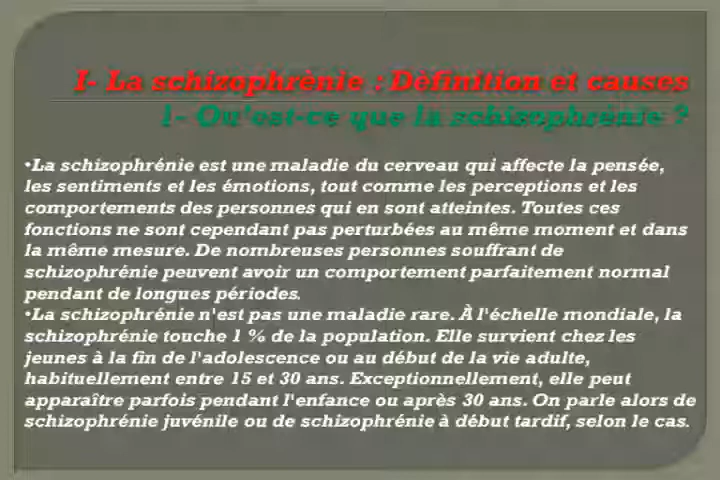 I- La schizophrénie : Définition et causes
1- Qu'est-ce que la schizophrénie ?
•La schizophrénie est une maladie du cerveau qui affecte la pensée,
les sentiments et les émotions, tout comme les perceptions et les
comportements des personnes qui en sont atteintes. Toutes ces
fonctions ne sont cependant pas perturbées au même moment et dans
la même mesure. De nombreuses personnes souffrant de
schizophrénie peuvent avoir un comportement parfaitement normal
pendant de longues périodes.
•La schizophrénie n'est pas une maladie rare. À l'échelle mondiale, la
schizophrénie touche 1 % de la population. Elle survient chez les
jeunes à la fin de l'adolescence ou au début de la vie adulte,
habituellement entre 15 et 30 ans. Exceptionnellement, elle peut
apparaître parfois pendant l'enfance ou après 30 ans. On parle alors de
schizophrénie juvénile ou de schizophrénie à début tardif, selon le cas.